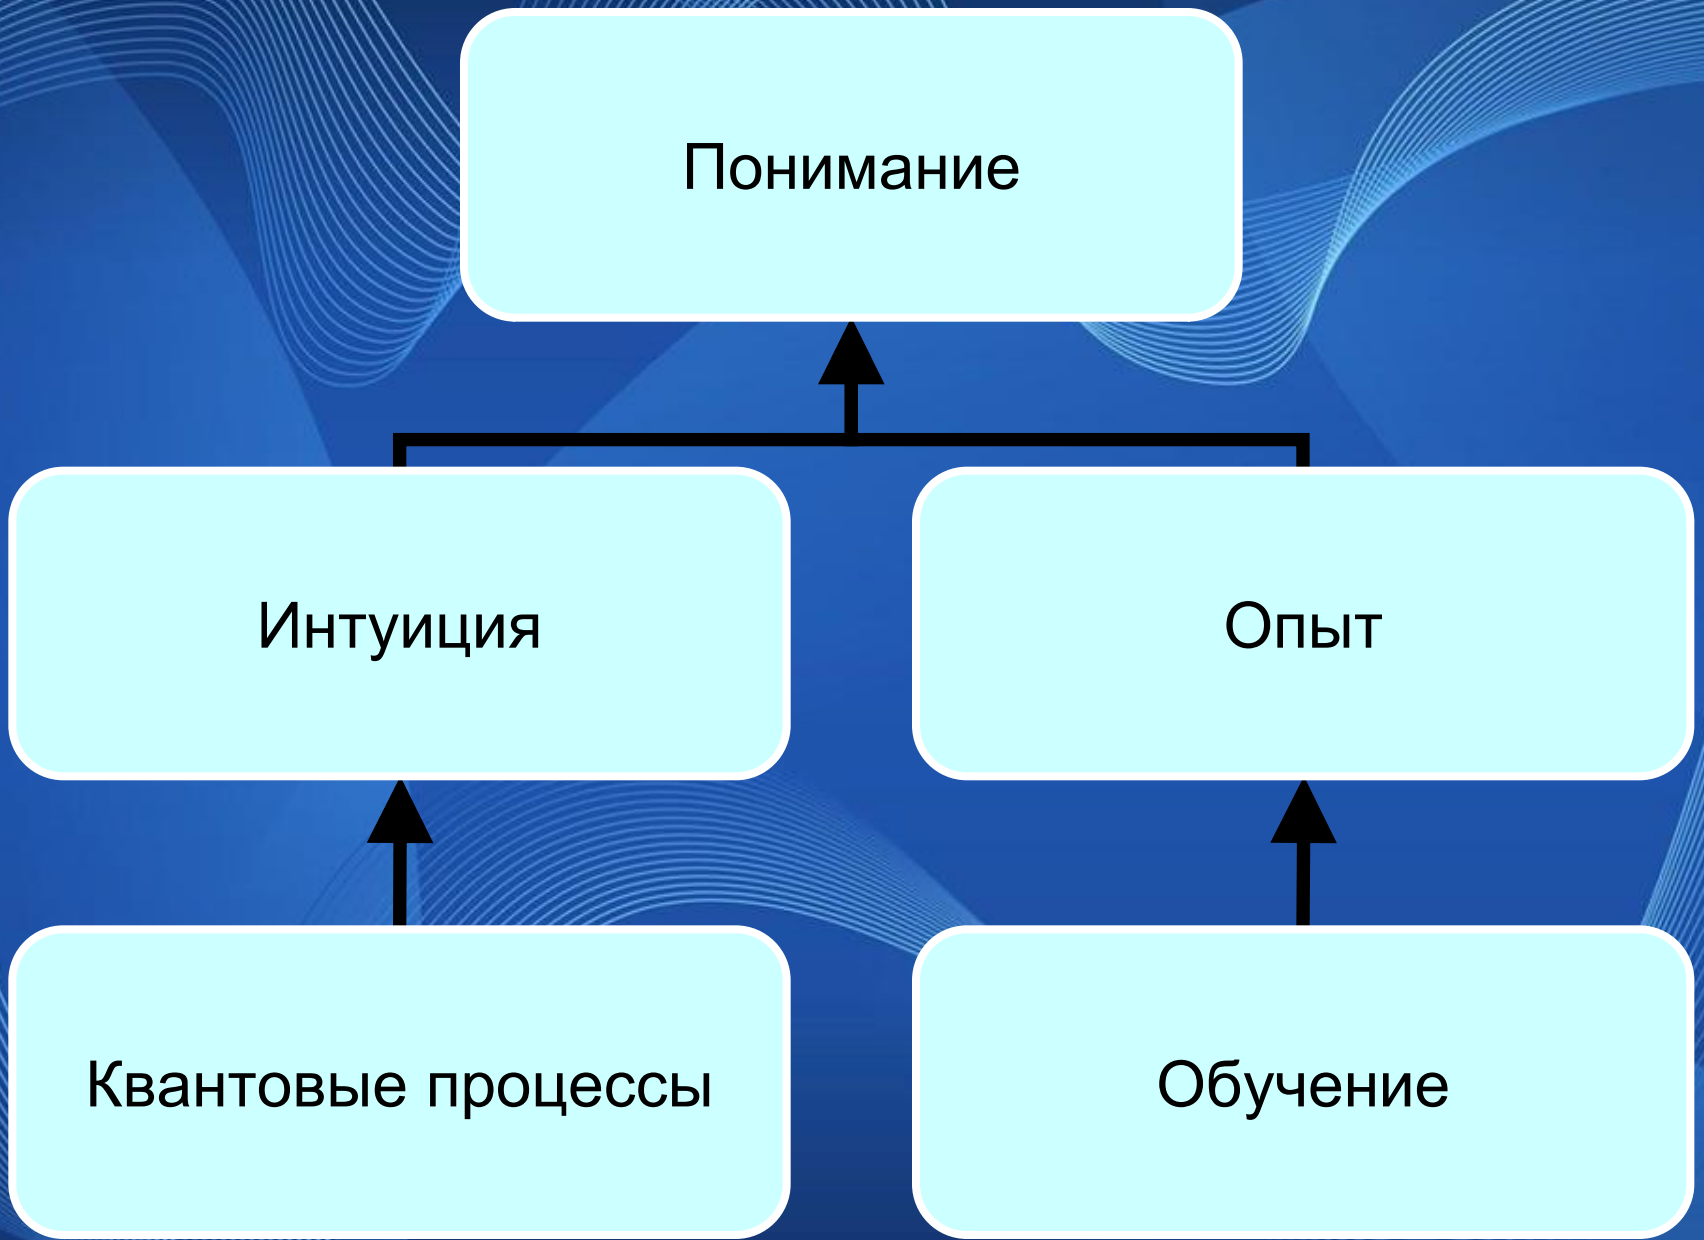 Понимание
Интуиция
Опыт
Квантовые процессы
Обучение